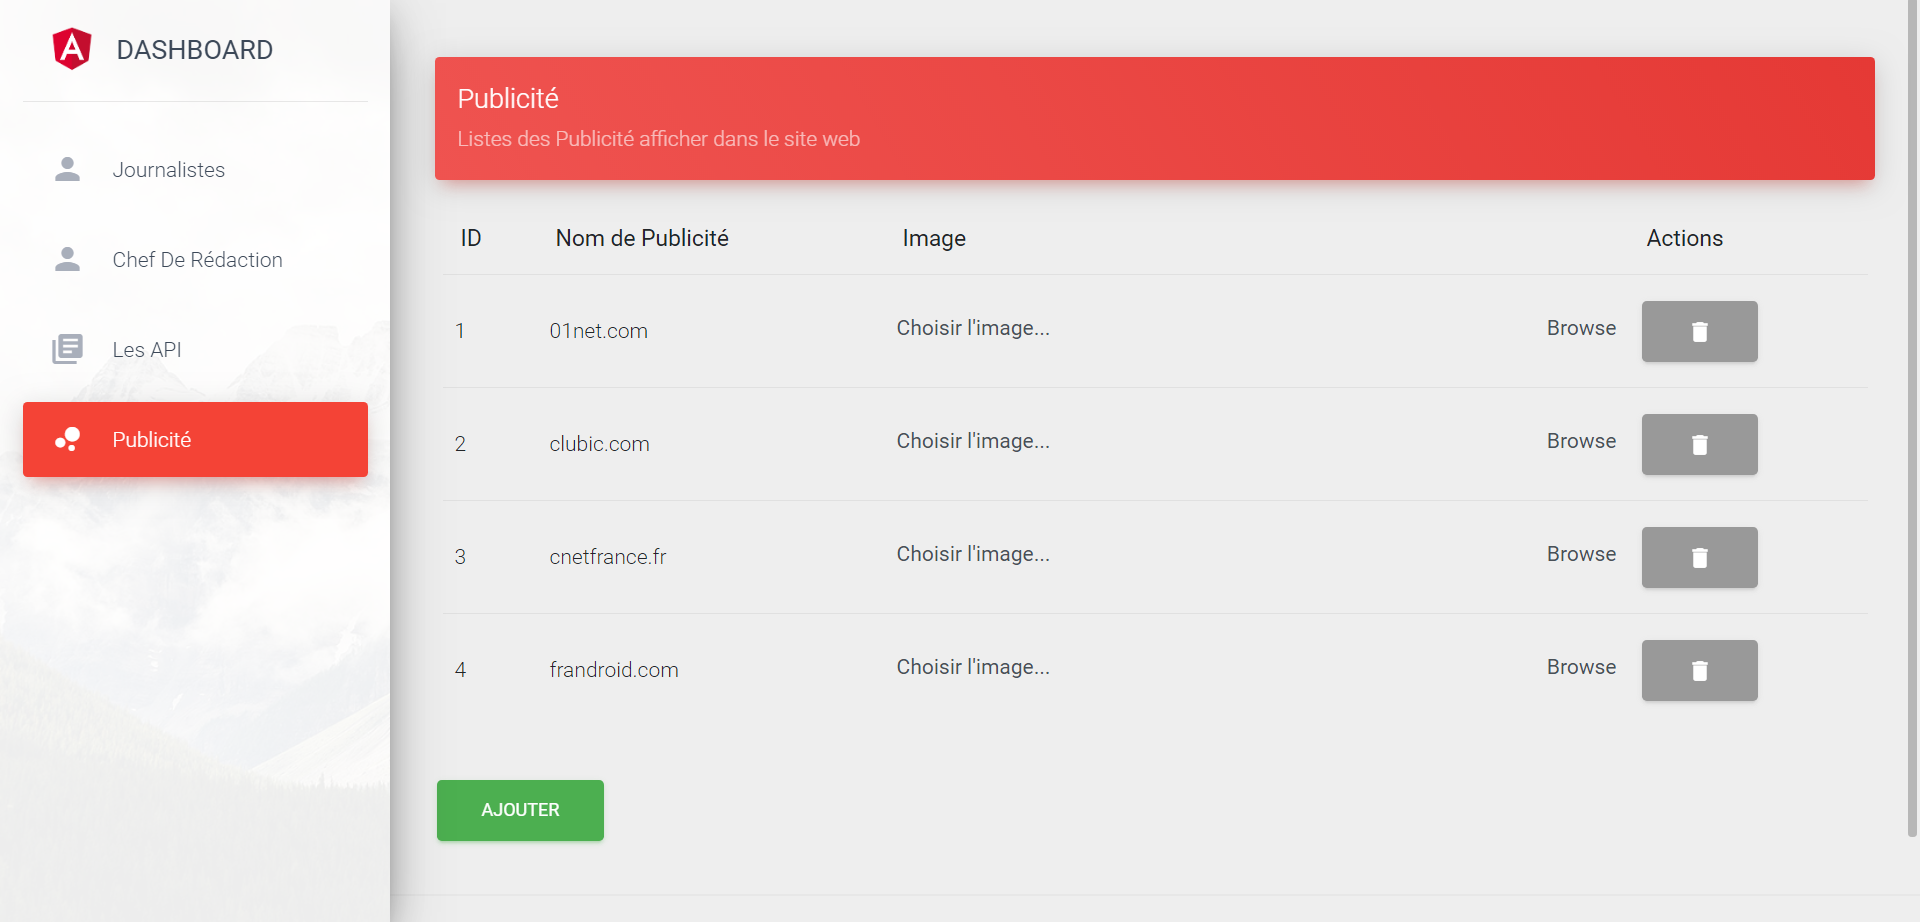 DASHBOARD
Journalistes
Chef De Rédaction
Les API
Publicité
Publicité
Listes des Publicité afficher dans le site web
ID Nom de Publicité Image Actions
1 01net.com Choisir l'image... Browse
2 clubic.com Choisir l'image... Browse
3 cnetfrance.fr Choisir l'image... Browse
4 frandroid.com Choisir l'image... Browse
AJOUTER